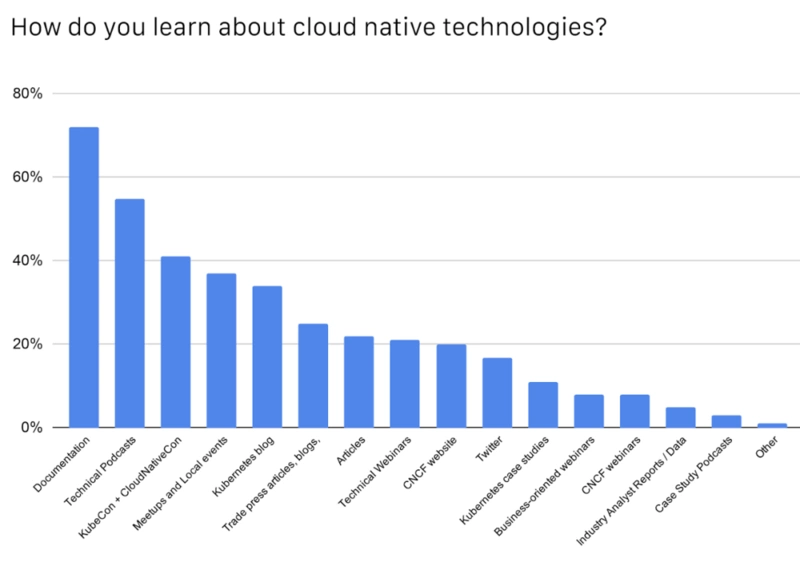 How do you learn about cloud native technologies?
80%
60%
40%
20%
0%
Documentation
Technical Podcasts
KubeCon + CloudNativeCon
Meetups and Local events
Kubernetes blog
Trade press articles, blogs,
Articles
Technical Webinars
CNCF website
Twitter
Kubernetes case studies
Business-oriented webinars
CNCF webinars
Industry Analyst Reports / Data
Case Study Podcasts
Other